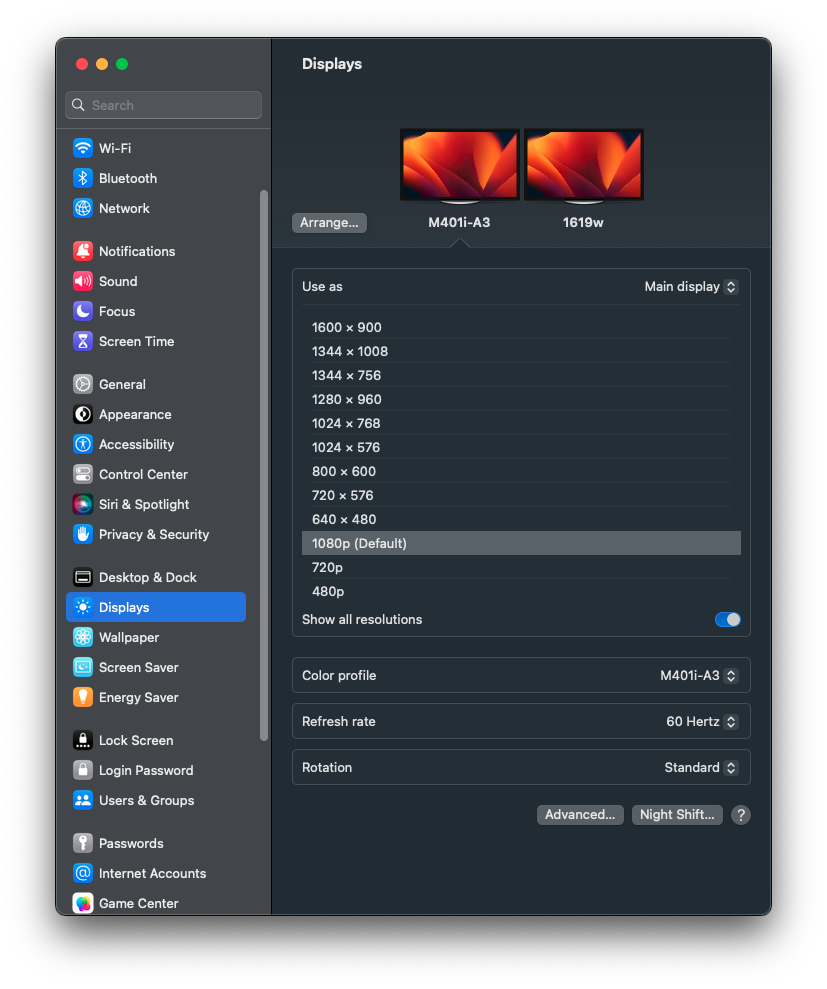 Displays
Search
Wi-Fi
Bluetooth
Network
Notifications
Sound
Focus
Screen Time
General
Appearance
Accessibility
Control Center
Siri & Spotlight
Privacy & Security
Desktop & Dock
Displays
Wallpaper
Screen Saver
Energy Saver
Lock Screen
Login Password
Users & Groups
Passwords
Internet Accounts
Game Center
Arrange...
M401i-A3
1619w
Use as
Main display
1600 × 900
1344 × 1008
1344 × 756
1280 × 960
1024 × 768
1024 × 576
800 × 600
720 × 576
640 × 480
1080p (Default)
720p
480p
Show all resolutions
Color profile
M401i-A3
Refresh rate
60 Hertz
Rotation
Standard
Advanced...
Night Shift...
?